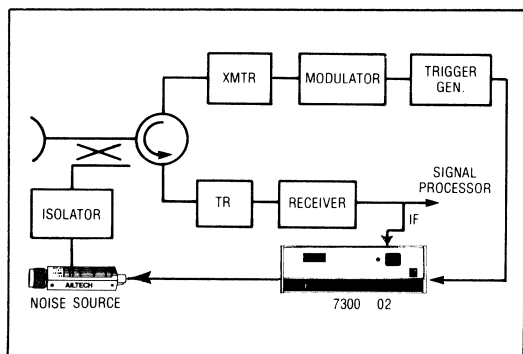 XMTR
MODULATOR
TRIGGER
GEN.
SIGNAL
PROCESSOR
TR
RECEIVER
IF
ISOLATOR
AILTECH
NOISE SOURCE
7300 02